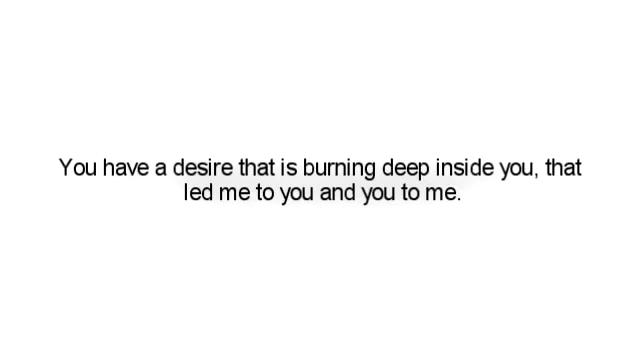 You have a desire that is burning deep inside you, that
led me to you and you to me.